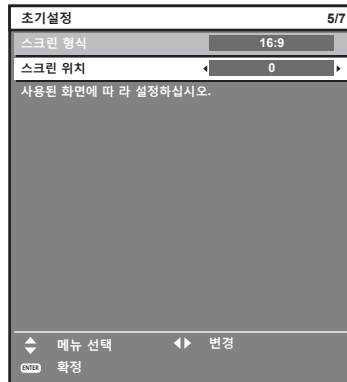 초기설정 5/7
스크린 형식 16:9
스크린 위치 0
사용된 화면에 따 라 설정하십시오.
메뉴 선택 변경
ENTER 확정